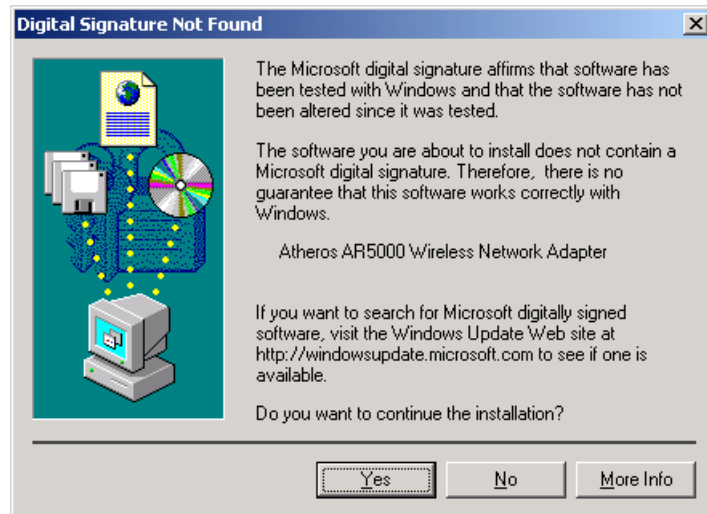 Digital Signature Not Found
The Microsoft digital signature affirms that software has
been tested with Windows and that the software has not
been altered since it was tested.
The software you are about to install does not contain a
Microsoft digital signature. Therefore,  there is no
guarantee that this software works correctly with
Windows.
Atheros AR5000 Wireless Network Adapter
If you want to search for Microsoft digitally signed
software, visit the Windows Update Web site at
http://windowsupdate.microsoft.com to see if one is
available.
Do you want to continue the installation?
Yes No More Info